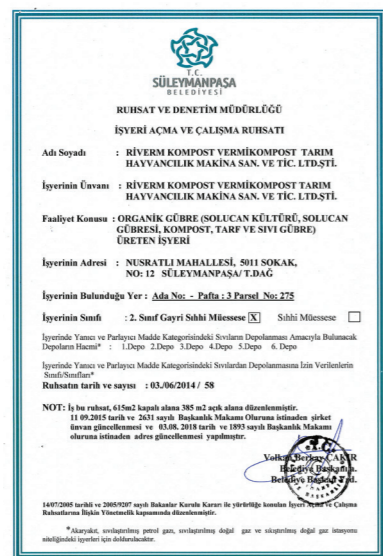 T.C.
SÜLEYMANPAŞA
BELEDİYESİ
RUHSAT VE DENETİM MÜDÜRLÜĞÜ
İŞYERİ AÇMA VE ÇALIŞMA RUHSATI
Adı Soyadı : RİVERM KOMPOST VERMİKOMPOST TARIM
HAYVANCILIK MAKİNA SAN. VE TİC. LTD.ŞTİ.
İşyerinin Ünvanı : RİVERM KOMPOST VERMİKOMPOST TARIM
HAYVANCILIK MAKİNA SAN. VE TİC. LTD.ŞTİ.
Faaliyet Konusu : ORGANİK GÜBRE (SOLUCAN KÜLTÜRÜ, SOLUCAN
GÜBRESİ, KOMPOST, TARF VE SIVI GÜBRE)
ÜRETEN İŞYERİ
İşyerinin Adresi : NUSRATLI MAHALLESİ, 5011 SOKAK,
NO: 12 SÜLEYMANPAŞA/ T.DAĞ
İşyerinin Bulunduğu Yer : Ada No: - Pafta : 3 Parsel No: 275
İşyerinin Sınıfı : 2. Sınıf Gayri Sıhhi Müessese X Sıhhi Müessese
İşyerinde Yanıcı ve Parlayıcı Madde Kategorisindeki Sıvıların Depolanması Amacıyla Bulunacak
Depoların Hacmi* : 1.Depo 2.Depo 3.Depo 4.Depo 5.Depo 6. Depo
İşyerinde Yanıcı ve Parlayıcı Madde Kategorisindeki Sıvılardan Depolanmasına İzin Verilenlerin
Sınıfı/Sınıfları*
Ruhsatın tarih ve sayısı : 03./06/2014 / 58
NOT: İş bu ruhsat, 615m2 kapalı alana 385 m2 açık alana düzenlenmiştir.
11 09.2015 tarih ve 2631 sayılı Başkanlık Makamı Oluruna istinaden şirket
ünvan güncellenmesi ve 03.08. 2018 tarih ve 1893 sayılı Başkanlık Makamı
oluruna istinaden adres güncellenmesi yapılmıştır.
Volkan Berkay ÇAKIR
Belediye Başkanı a.
Belediye Başkan Yrd.
14/07/2005 tarihli ve 2005/9207 sayılı Bakanlar Kurulu Kararı ile yürürlüğe konulan İşyeri Açma ve Çalışma
Ruhsatlarına İlişkin Yönetmelik kapsamında düzenlenmiştir.
*Akaryakıt, sıvılaştırılmış petrol gazı, sıvılaştırılmış doğal gaz ve sıkıştırılmış doğal gaz istasyonu
niteliğindeki işyerleri için doldurulacaktır.